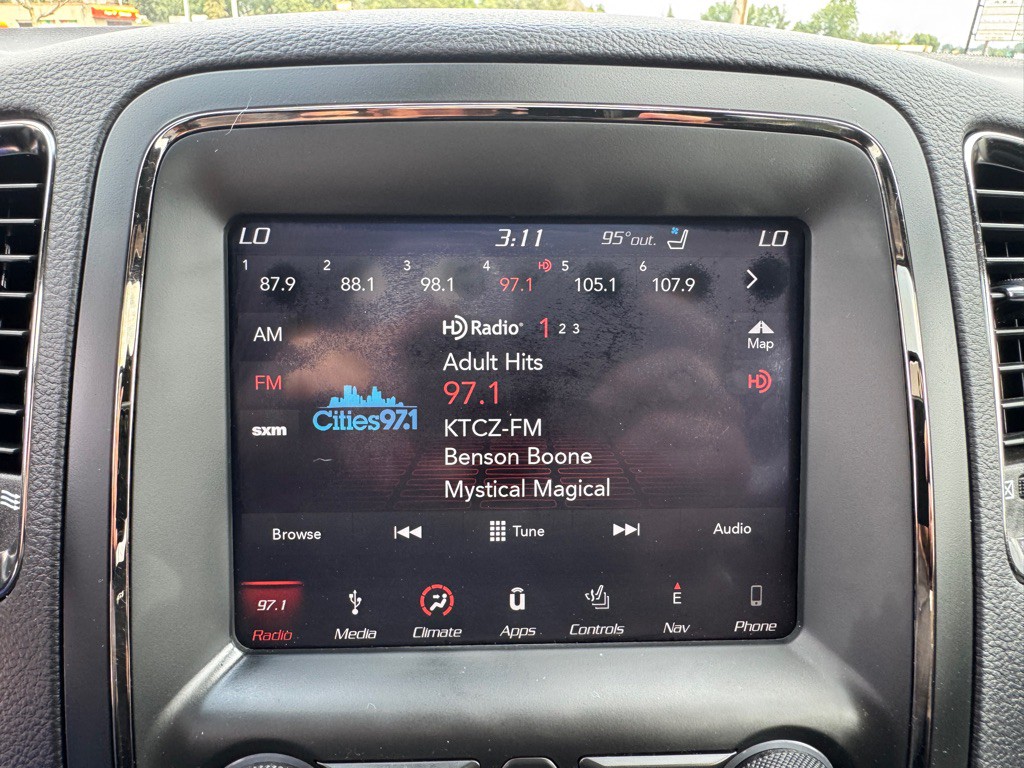 LO 3:11 95° out. LO
1 87.9 2 88.1 3 98.1 4 97.1 HD 5 105.1 6 107.9
HD Radio® 1 2 3
AM
Map
Adult Hits
FM
97.1
HD
Cities97.1
KTCZ-FM
sxm
Benson Boone
Mystical Magical
Browse Tune Audio
97.1 E
Radio Media Climate Apps Controls Nav Phone